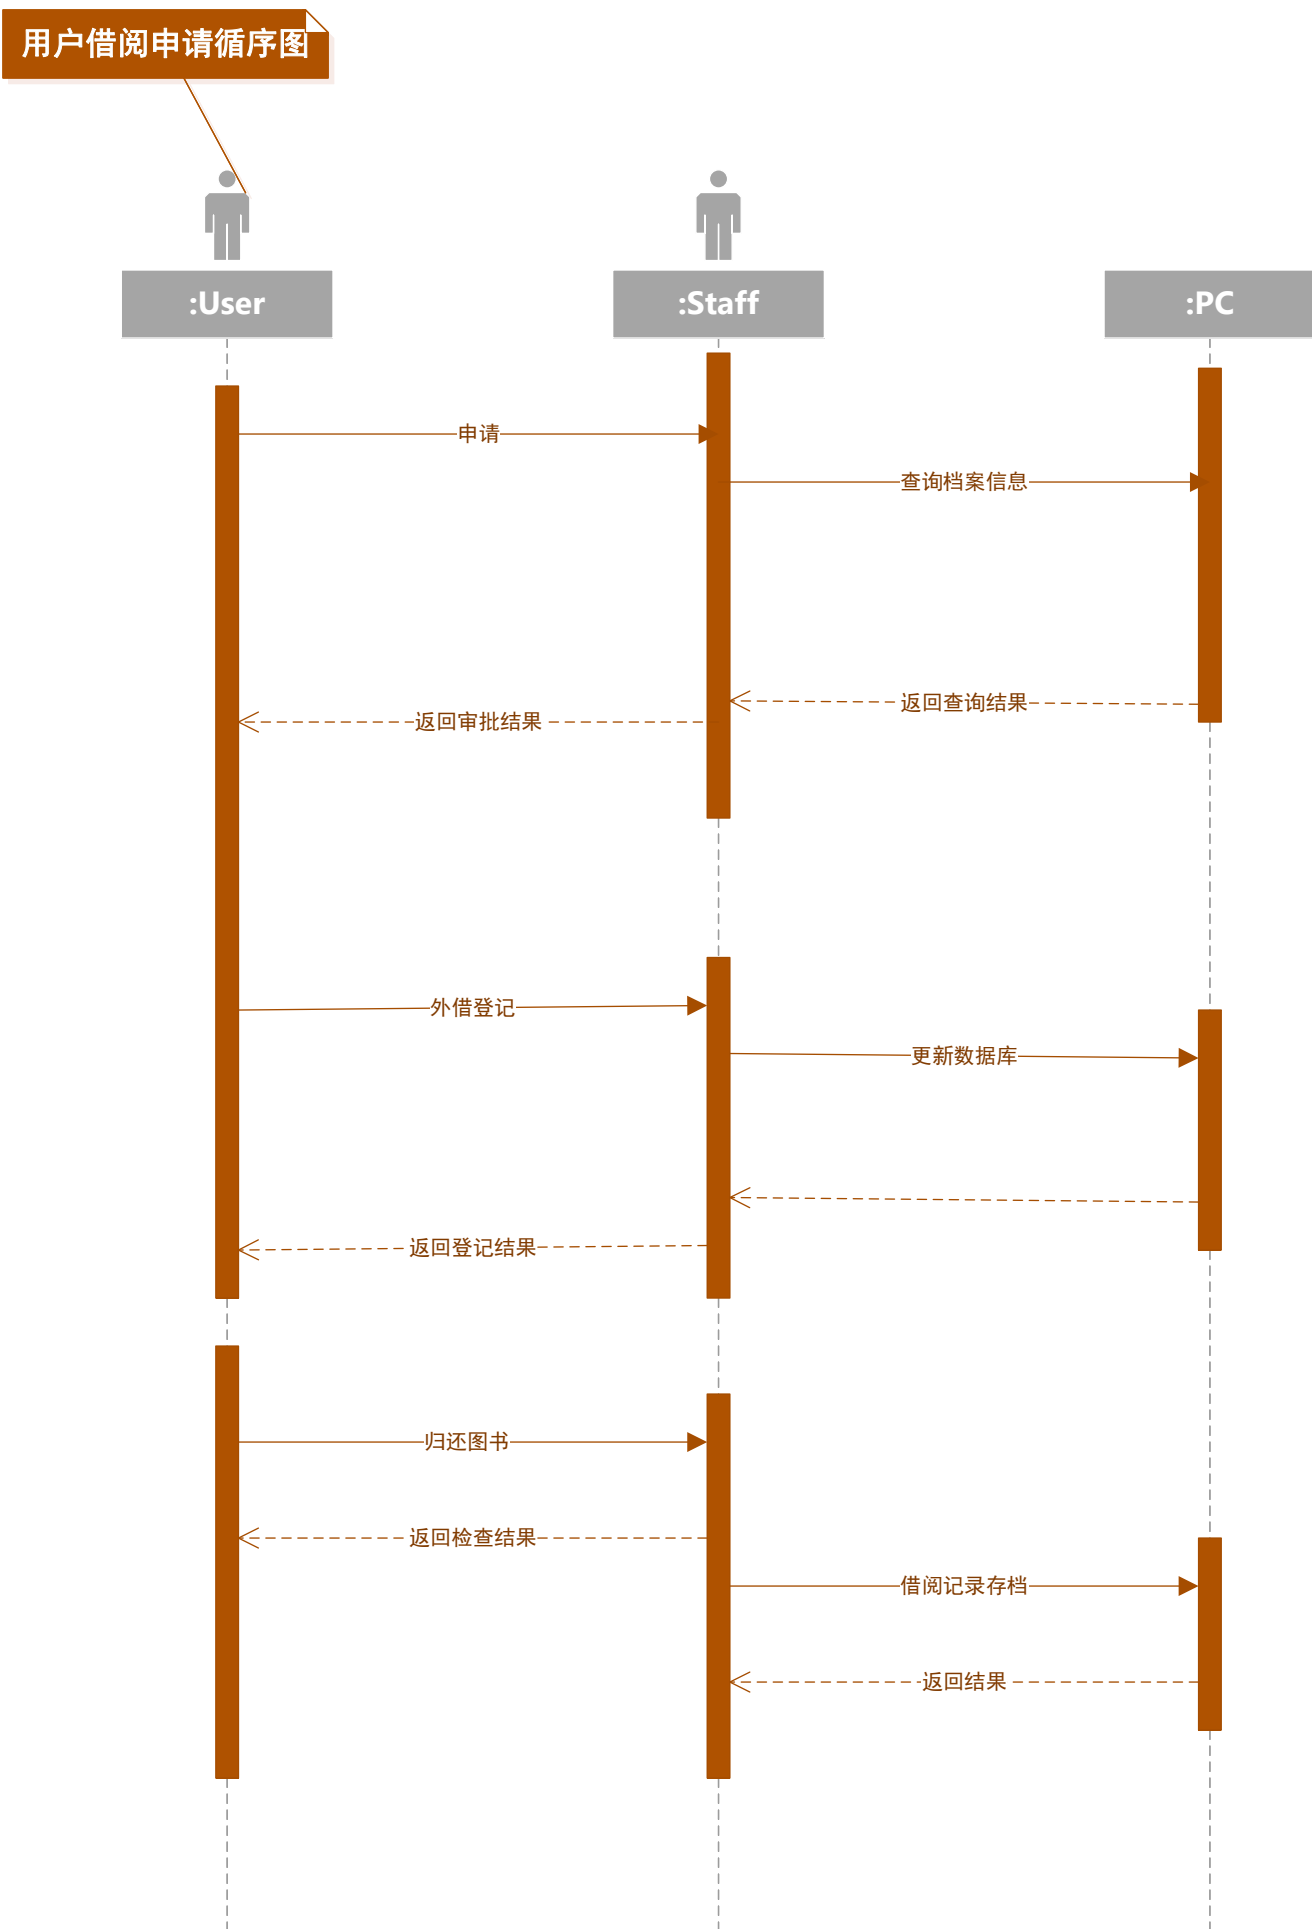 用户借阅申请循序图
:User
:Staff
:PC
申请
查询档案信息
返回查询结果
返回审批结果
外借登记
更新数据库
返回登记结果
归还图书
返回检查结果
借阅记录存档
返回结果